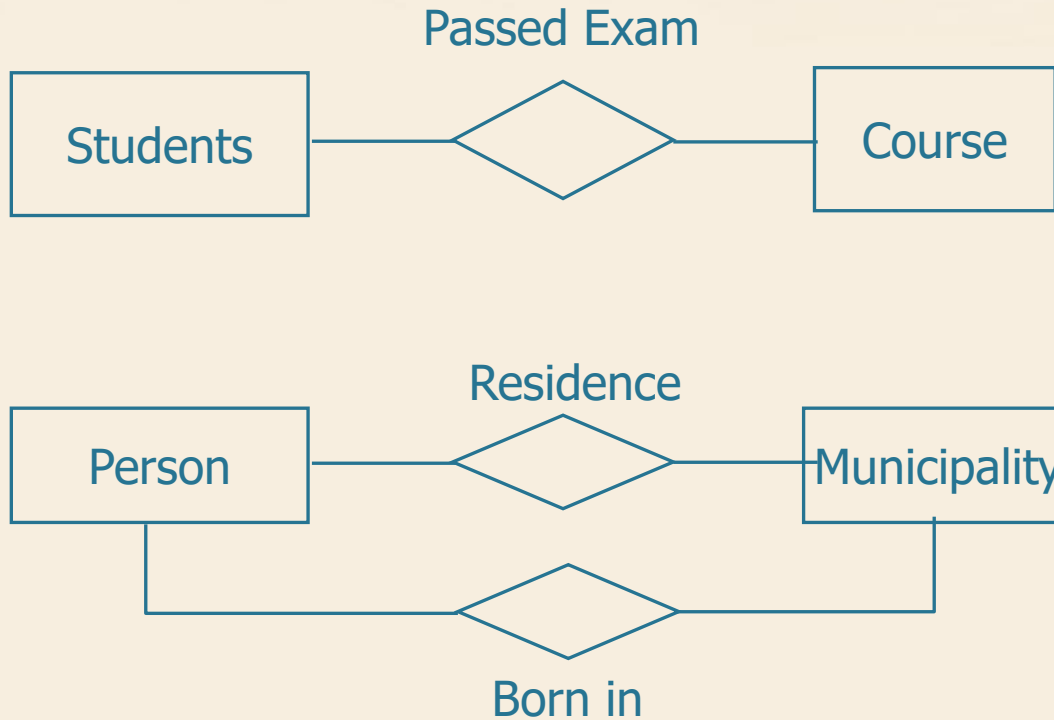 Passed Exam
Students
Course
Residence
Person
Municipality
Born in